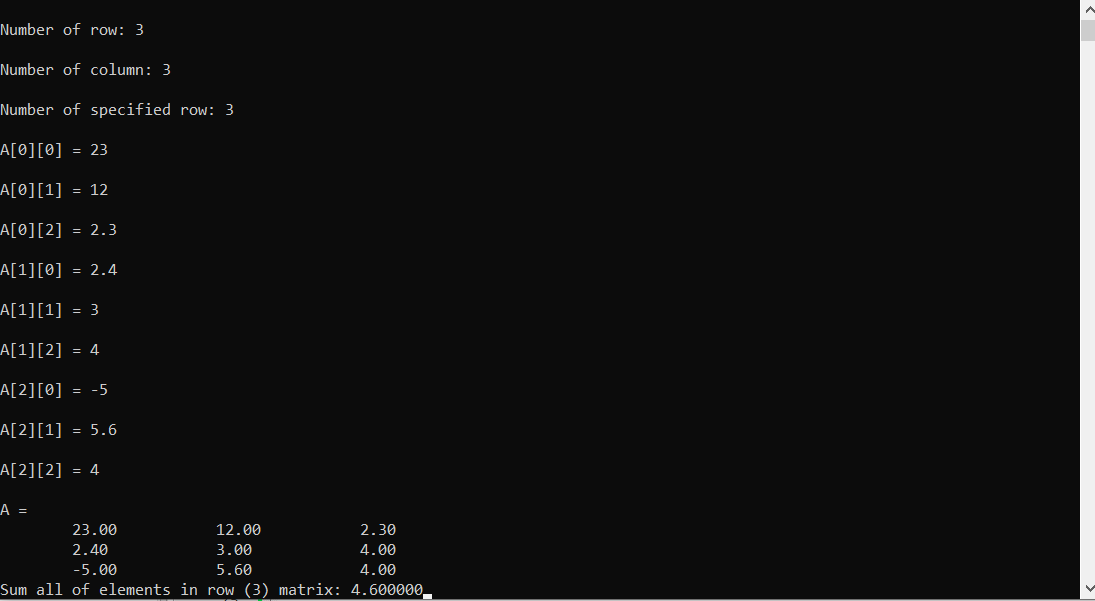 Number of row: 3
Number of column: 3
Number of specified row: 3
A[0][0] = 23
A[0][1] = 12
A[0][2] = 2.3
A[1][0] = 2.4
A[1][1] = 3
A[1][2] = 4
A[2][0] = -5
A[2][1] = 5.6
A[2][2] = 4
A =
23.00 12.00 2.30
2.40 3.00 4.00
-5.00 5.60 4.00
Sum all of elements in row (3) matrix: 4.600000